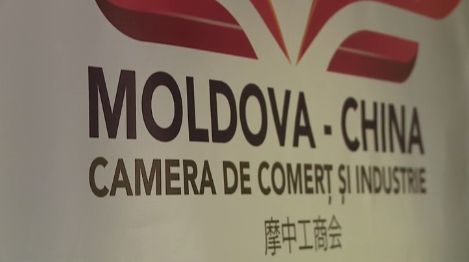 MOLDOVA - CHINA
CAMERA DE COMERȚ ȘI INDUSTRIE
摩中工商会